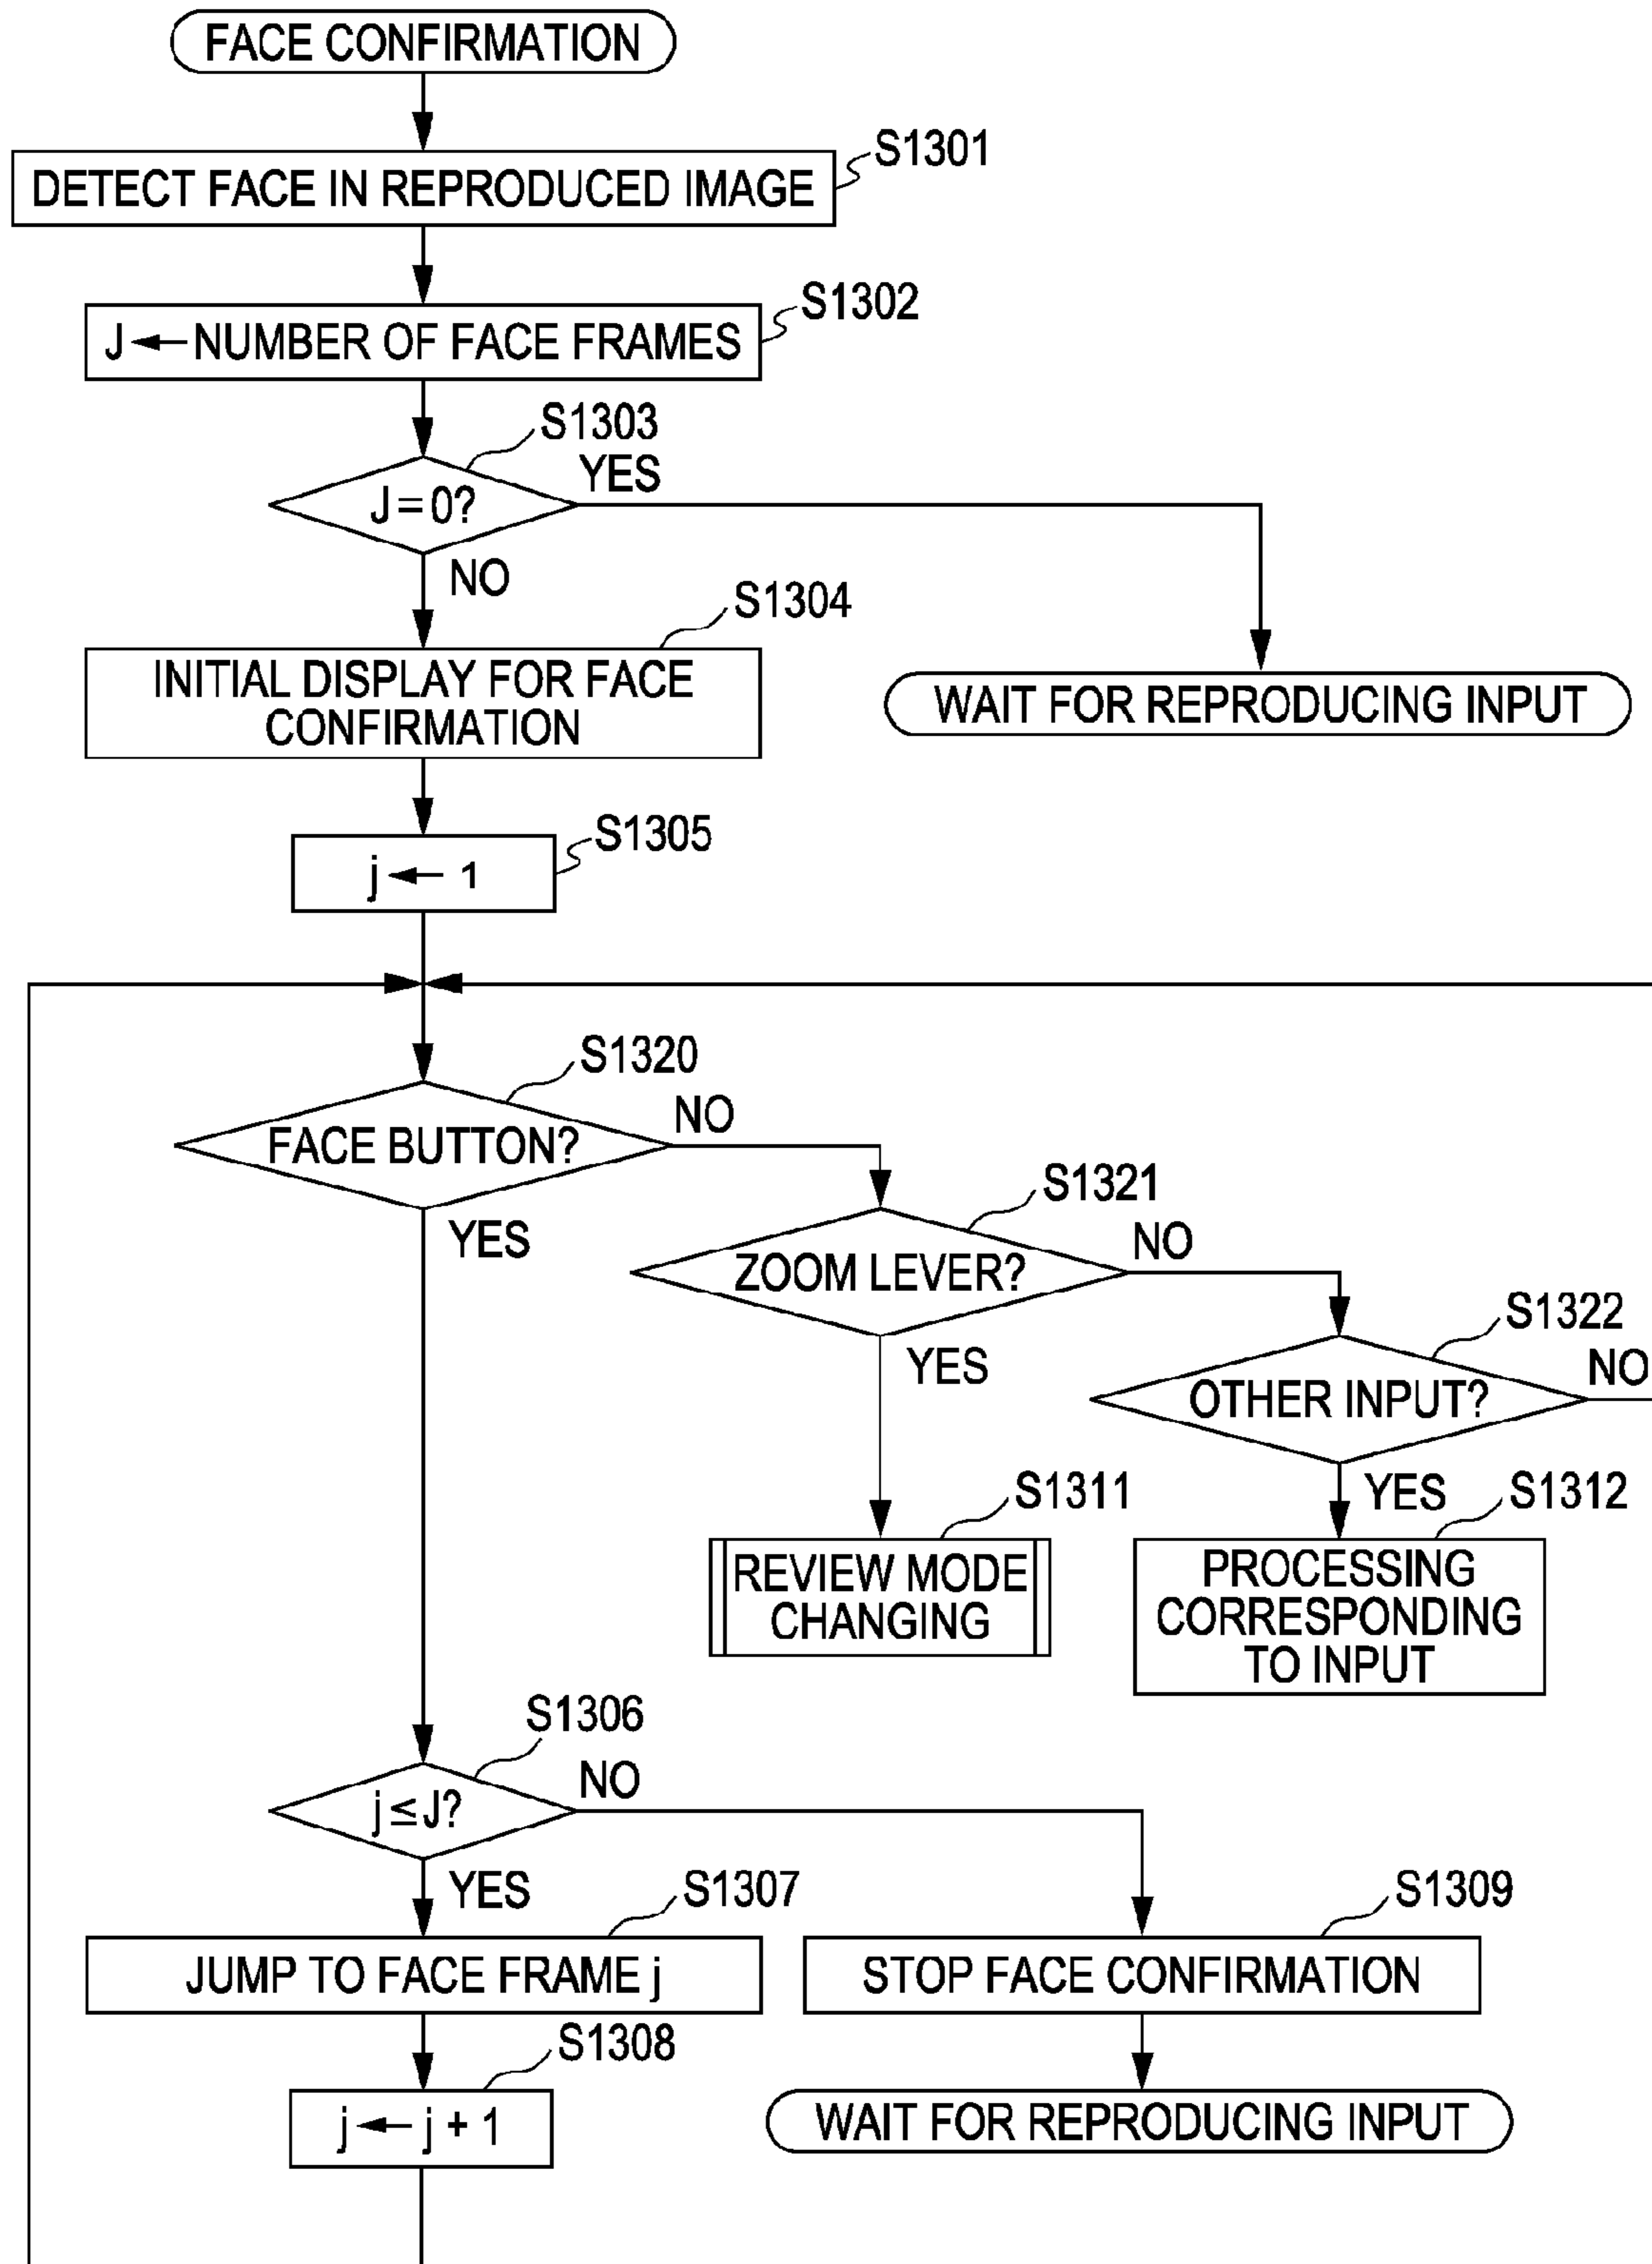 FACE CONFIRMATION
S1301
DETECT FACE IN REPRODUCED IMAGE
S1302
J ← NUMBER OF FACE FRAMES
S1303
J = 0?
YES
NO
S1304
INITIAL DISPLAY FOR FACE
CONFIRMATION
WAIT FOR REPRODUCING INPUT
S1305
j ← 1
S1320
FACE BUTTON?
NO
YES
S1321
ZOOM LEVER?
NO
YES
S1322
OTHER INPUT?
NO
YES
S1311
REVIEW MODE
CHANGING
S1312
PROCESSING
CORRESPONDING
TO INPUT
S1306
j ≤ J?
NO
YES
S1307
JUMP TO FACE FRAME j
S1309
STOP FACE CONFIRMATION
S1308
j ← j + 1
WAIT FOR REPRODUCING INPUT